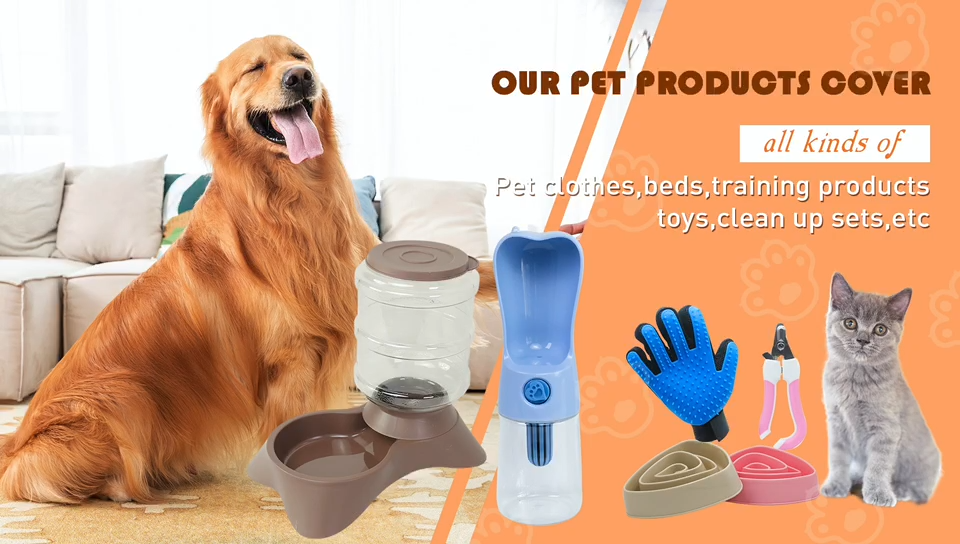 OUR PET PRODUCTS COVER
all kinds of
Pet clothes,beds,training products
toys,clean up sets,etc